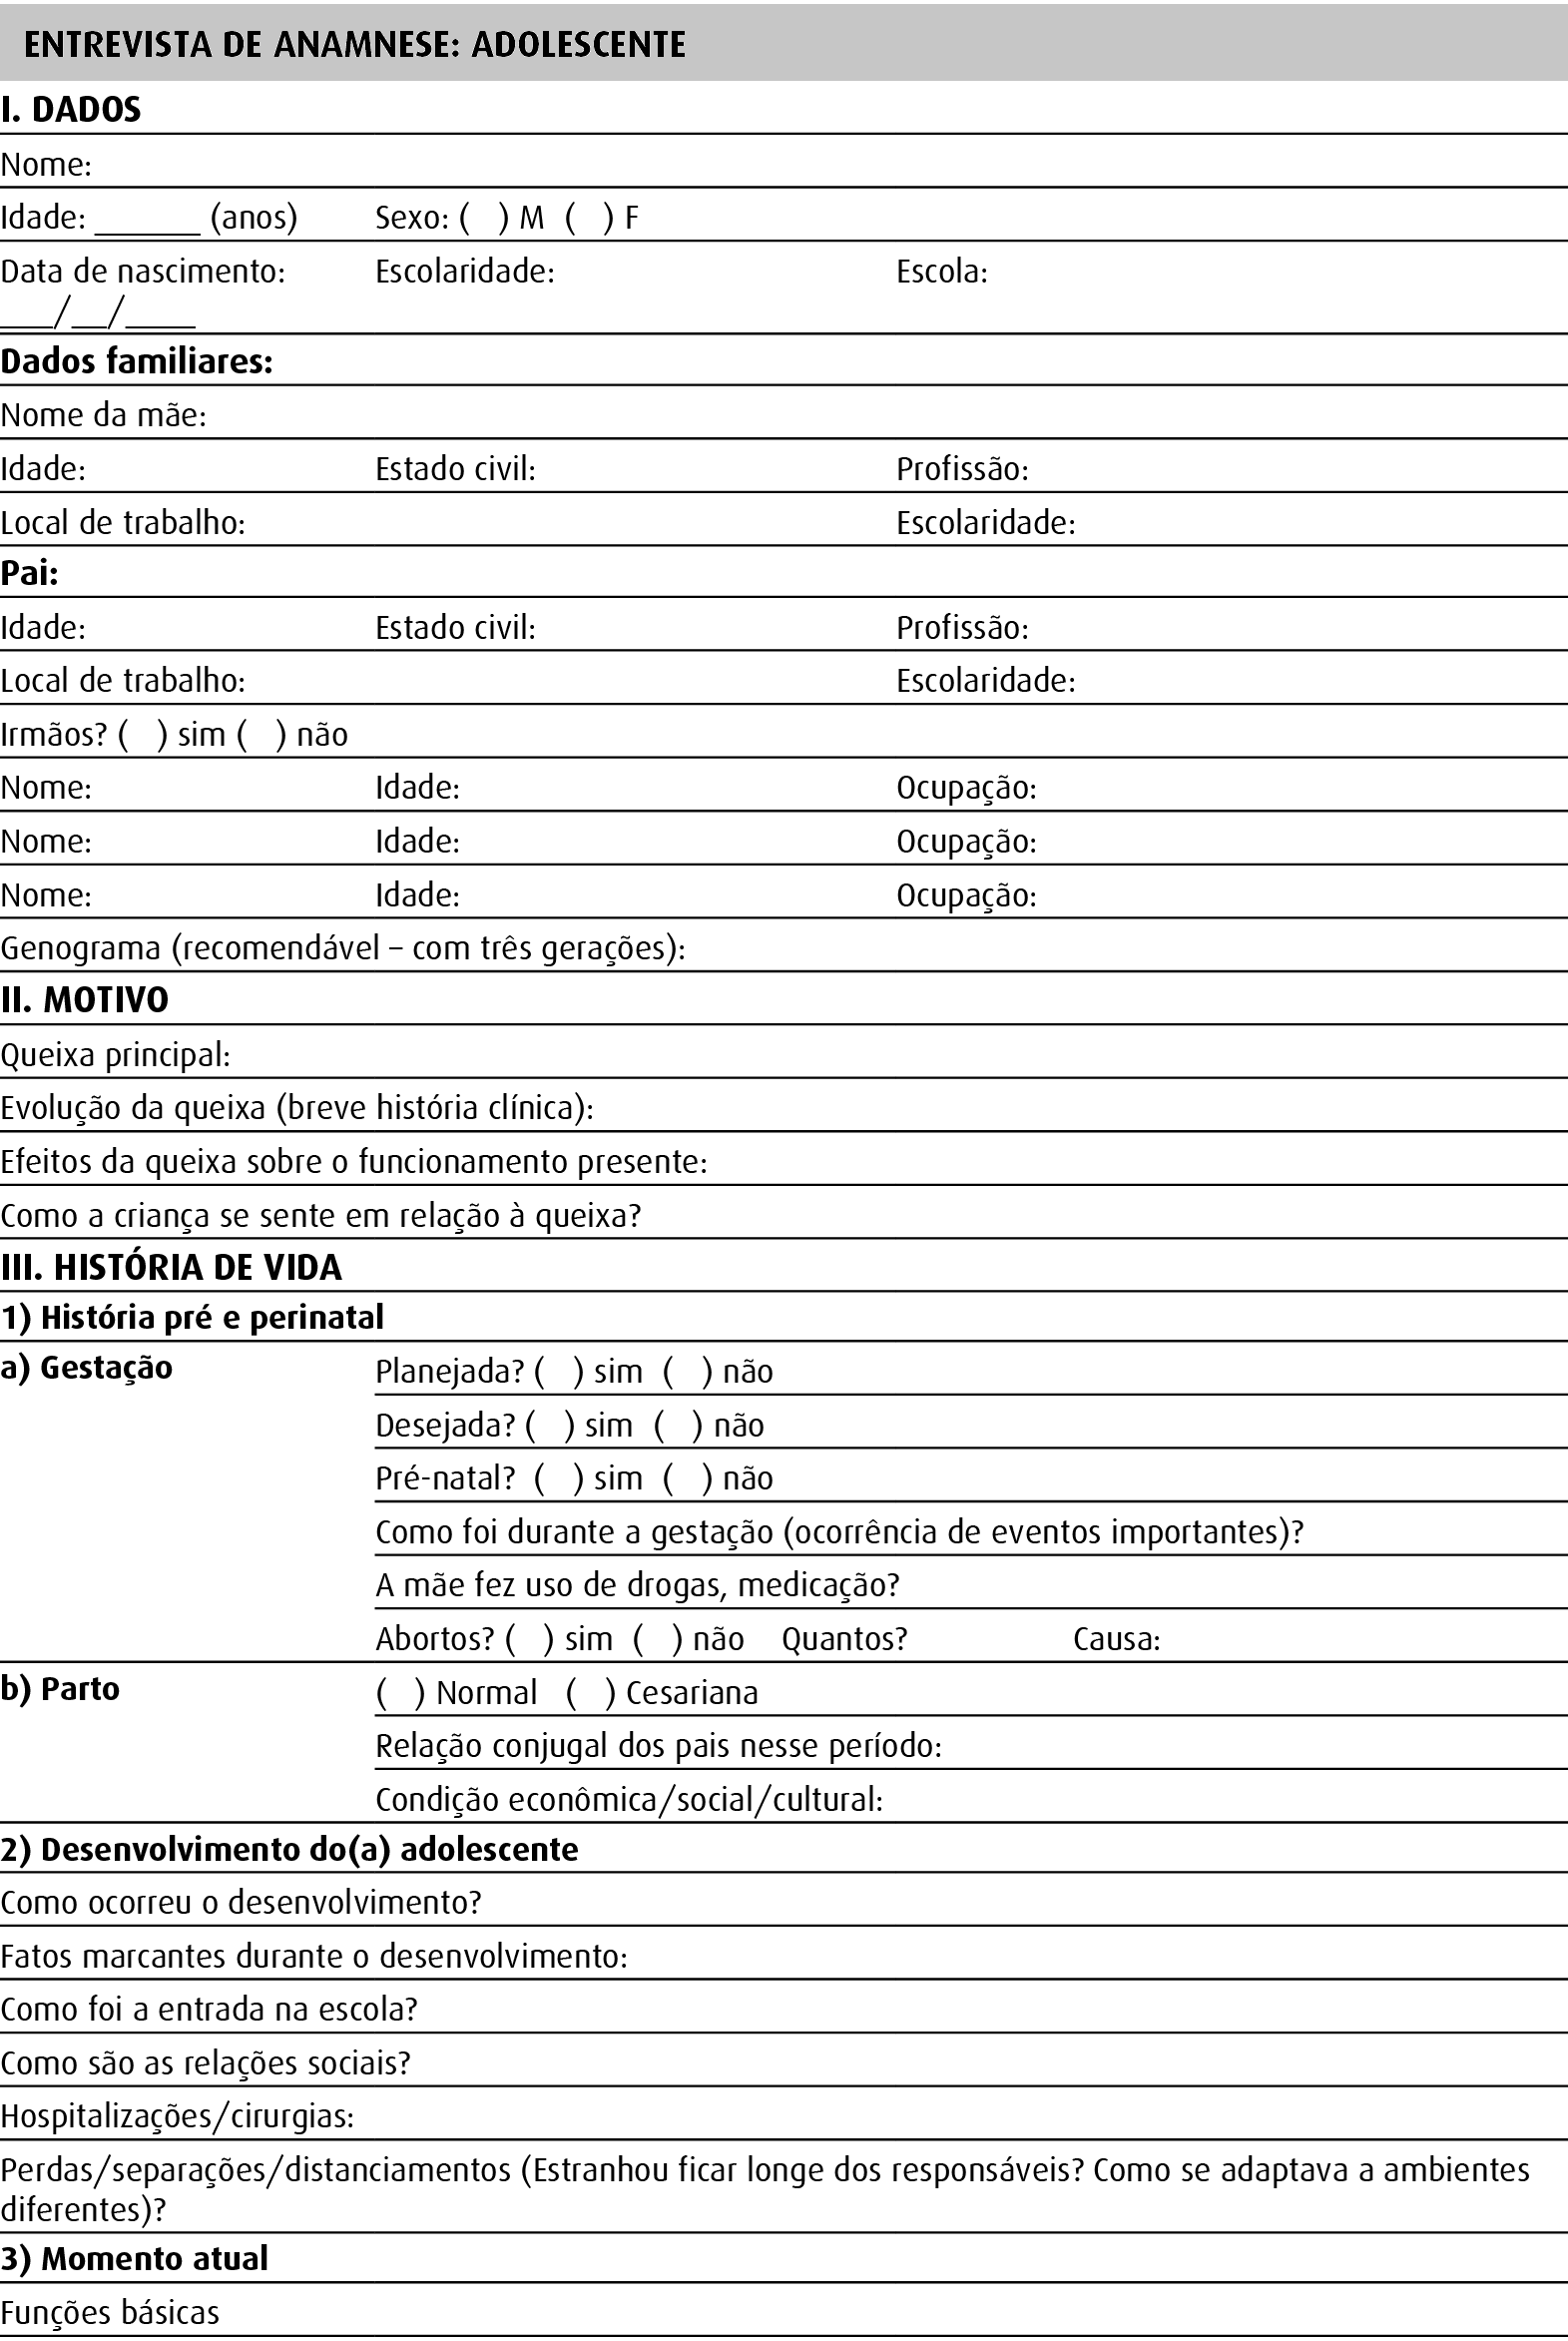 ENTREVISTA DE ANAMNESE: ADOLESCENTE
I. DADOS
Nome:
Idade: ______ (anos) Sexo: ( ) M ( ) F
Data de nascimento: Escolaridade: Escola:
___/__/____
Dados familiares:
Nome da mãe:
Idade: Estado civil: Profissão:
Local de trabalho: Escolaridade:
Pai:
Idade: Estado civil: Profissão:
Local de trabalho: Escolaridade:
Irmãos? ( ) sim ( ) não
Nome: Idade: Ocupação:
Nome: Idade: Ocupação:
Nome: Idade: Ocupação:
Genograma (recomendável – com três gerações):
II. MOTIVO
Queixa principal:
Evolução da queixa (breve história clínica):
Efeitos da queixa sobre o funcionamento presente:
Como a criança se sente em relação à queixa?
III. HISTÓRIA DE VIDA
1) História pré e perinatal
a) Gestação Planejada? ( ) sim ( ) não
Desejada? ( ) sim ( ) não
Pré-natal? ( ) sim ( ) não
Como foi durante a gestação (ocorrência de eventos importantes)?
A mãe fez uso de drogas, medicação?
Abortos? ( ) sim ( ) não Quantos? Causa:
b) Parto ( ) Normal ( ) Cesariana
Relação conjugal dos pais nesse período:
Condição econômica/social/cultural:
2) Desenvolvimento do(a) adolescente
Como ocorreu o desenvolvimento?
Fatos marcantes durante o desenvolvimento:
Como foi a entrada na escola?
Como são as relações sociais?
Hospitalizações/cirurgias:
Perdas/separações/distanciamentos (Estranhou ficar longe dos responsáveis? Como se adaptava a ambientes
diferentes)?
3) Momento atual
Funções básicas